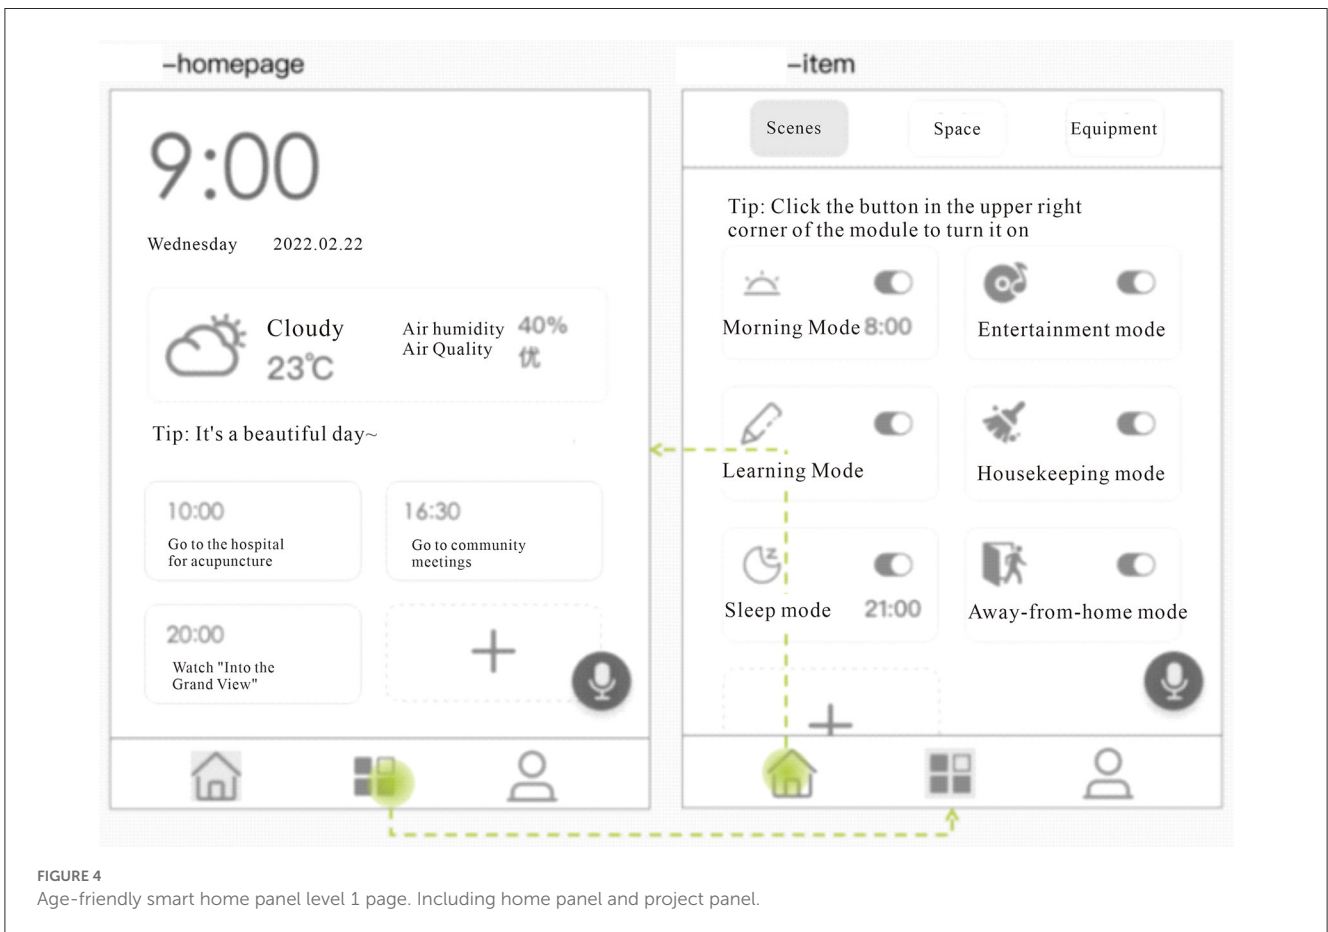 –homepage
9:00
Wednesday 2022.02.22
Cloudy
23℃
Air humidity 40%
Air Quality 优
Tip: It's a beautiful day~
10:00
Go to the hospital
for acupuncture
16:30
Go to community
meetings
20:00
Watch "Into the
Grand View"
–item
Scenes Space Equipment
Tip: Click the button in the upper right
corner of the module to turn it on
Morning Mode 8:00
Entertainment mode
Learning Mode
Housekeeping mode
Sleep mode 21:00
Away-from-home mode
FIGURE 4
Age-friendly smart home panel level 1 page. Including home panel and project panel.